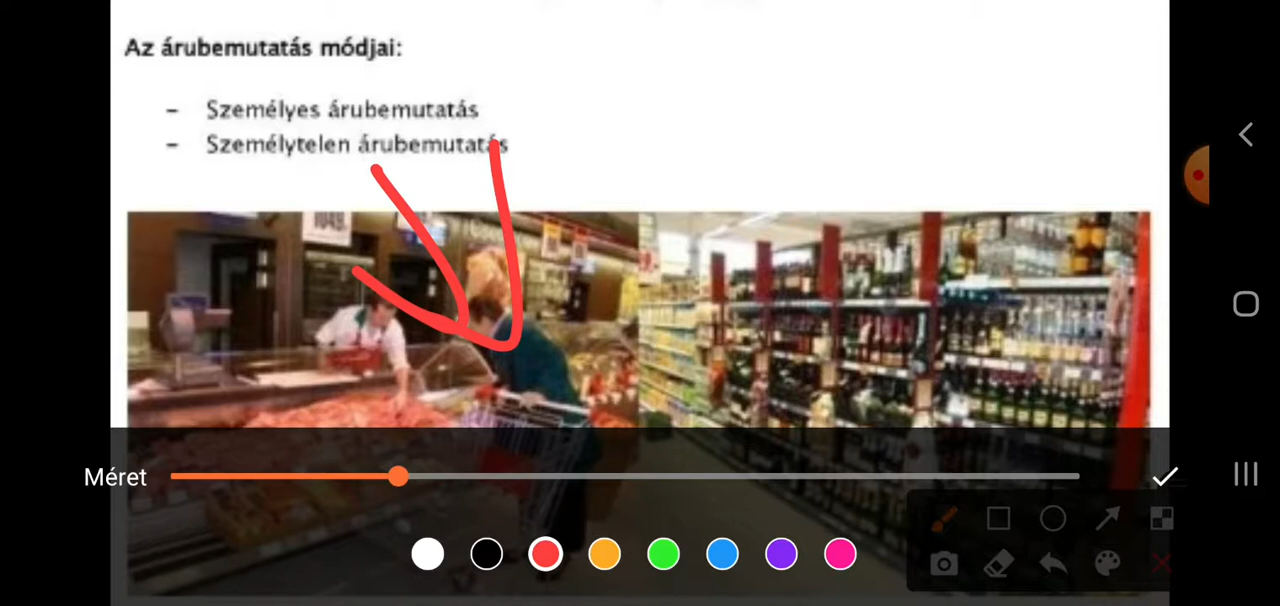 Az árubemutatás módjai:
- Személyes árubemutatás
- Személytelen árubemutatás
Méret